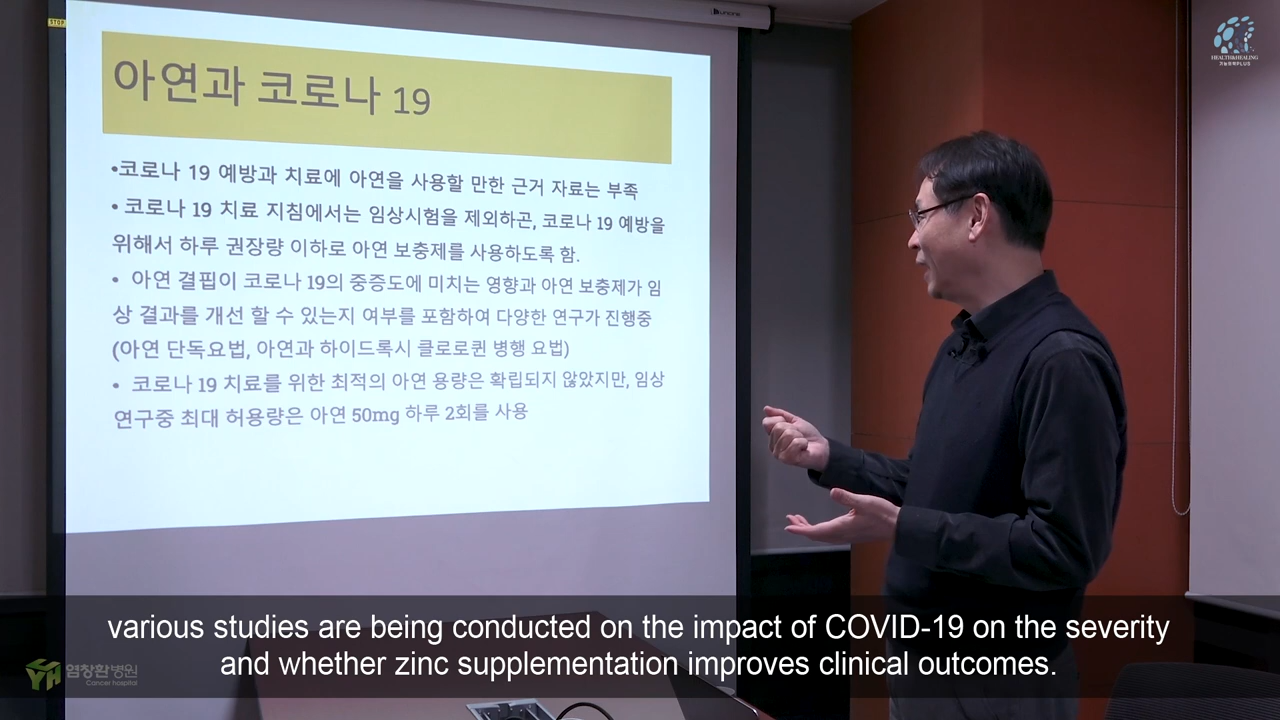 STOP
아연과 코로나 19
•코로나 19 예방과 치료에 아연을 사용할 만한 근거 자료는 부족
• 코로나 19 치료 지침에서는 임상시험을 제외하곤, 코로나 19 예방을
위해서 하루 권장량 이하로 아연 보충제를 사용하도록 함.
• 아연 결핍이 코로나 19의 중증도에 미치는 영향과 아연 보충제가 임
상 결과를 개선 할 수 있는지 여부를 포함하여 다양한 연구가 진행중
(아연 단독요법, 아연과 하이드록시 클로로퀸 병행 요법)
• 코로나 19 치료를 위한 최적의 아연 용량은 확립되지 않았지만, 임상
연구중 최대 허용량은 아연 50mg 하루 2회를 사용
HEALTH&HEALING
기능의학PLUS
various studies are being conducted on the impact of COVID-19 on the severity
and whether zinc supplementation improves clinical outcomes.
YH 염창환병원
Cancer hospital